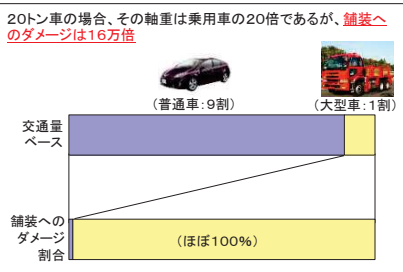 20トン車の場合、その軸重は乗用車の20倍であるが、舗装へ
のダメージは16万倍
(普通車:9割)
(大型車:1割)
交通量
ベース
舗装への
ダメージ
割合
(ほぼ100%)